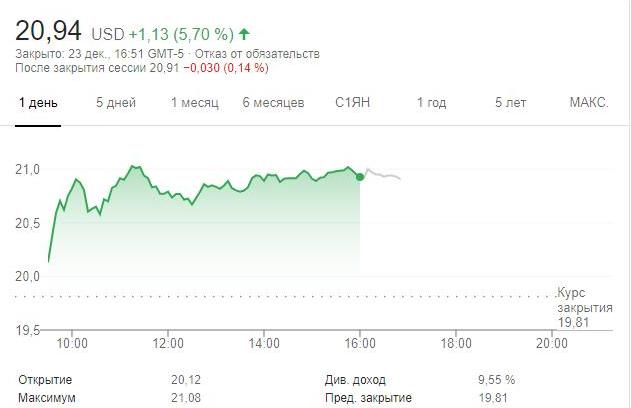 20,94 USD +1,13 (5,70 %)
Закрыто: 23 дек., 16:51 GMT-5 · Отказ от обязательств
После закрытия сессии 20,91 −0,030 (0,14 %)
1 день 5 дней 1 месяц 6 месяцев С1ЯН 1 год 5 лет МАКС.
21,0
20,5
20,0
Курс
закрытия
19,81
19,5
10:00 12:00 14:00 16:00 18:00 20:00
Открытие 20,12 Див. доход 9,55 %
Максимум 21,08 Пред. закрытие 19,81